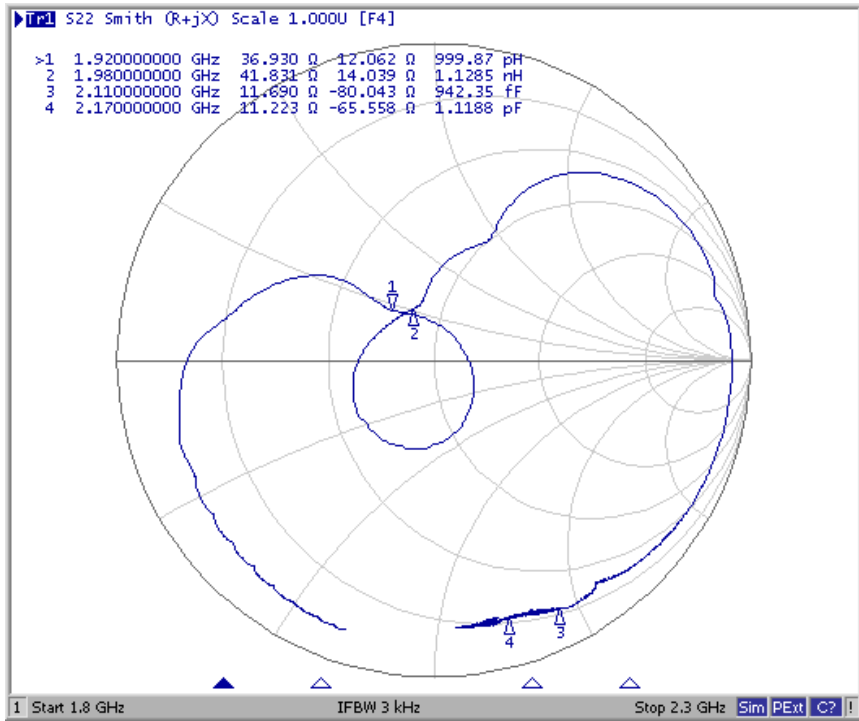 Tr1 S22 Smith (R+jX) Scale 1.000U [F4]
>1 1.920000000 GHz 36.930 Ω 12.062 Ω 999.87 pH
2 1.980000000 GHz 41.831 Ω 14.039 Ω 1.1285 nH
3 2.110000000 GHz 11.690 Ω -80.043 Ω 942.35 fF
4 2.170000000 GHz 11.223 Ω -65.558 Ω 1.1188 pF
1
2
3
4
1 Start 1.8 GHz IFBW 3 kHz Stop 2.3 GHz Sim PExt C? !